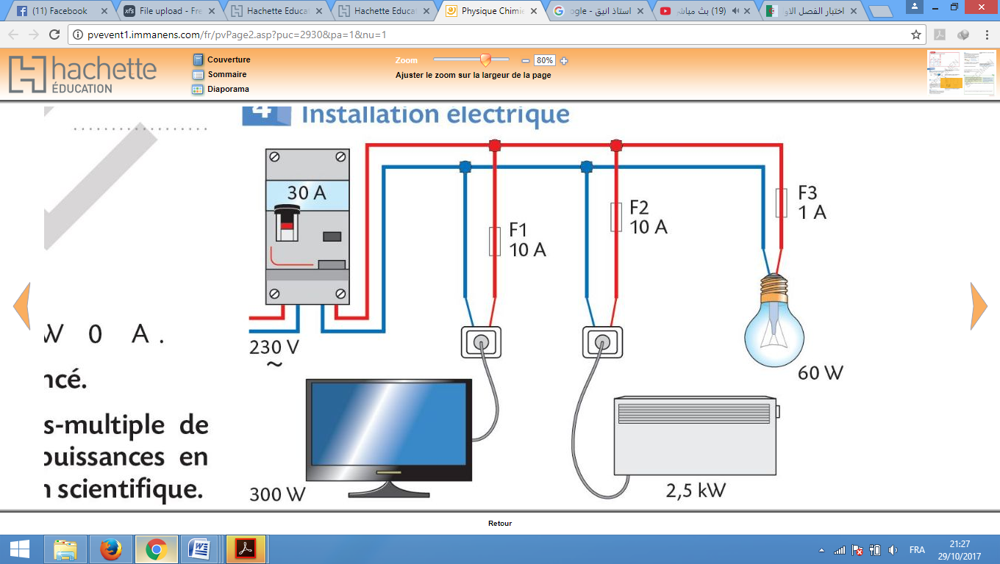 (11) Facebook
File upload - Fre
Hachette Educat
Hachette Educat
Physique Chimie
ogle - استاذ انيق
(19) بث مباش
اختبار الفصل الاو
pvevent1.immanens.com/fr/pvPage2.asp?puc=2930&pa=1&nu=1
hachette
ÉDUCATION
Couverture
Sommaire
Diaporama
Zoom
80%
Ajuster le zoom sur la largeur de la page
4 Installation électrique
30 A
F1
10 A
F2
10 A
F3
1 A
230 V
~
300 W
2,5 kW
60 W
W 0 A.
ncé.
s-multiple de
puissances en
n scientifique.
Retour
FRA
21:27
29/10/2017